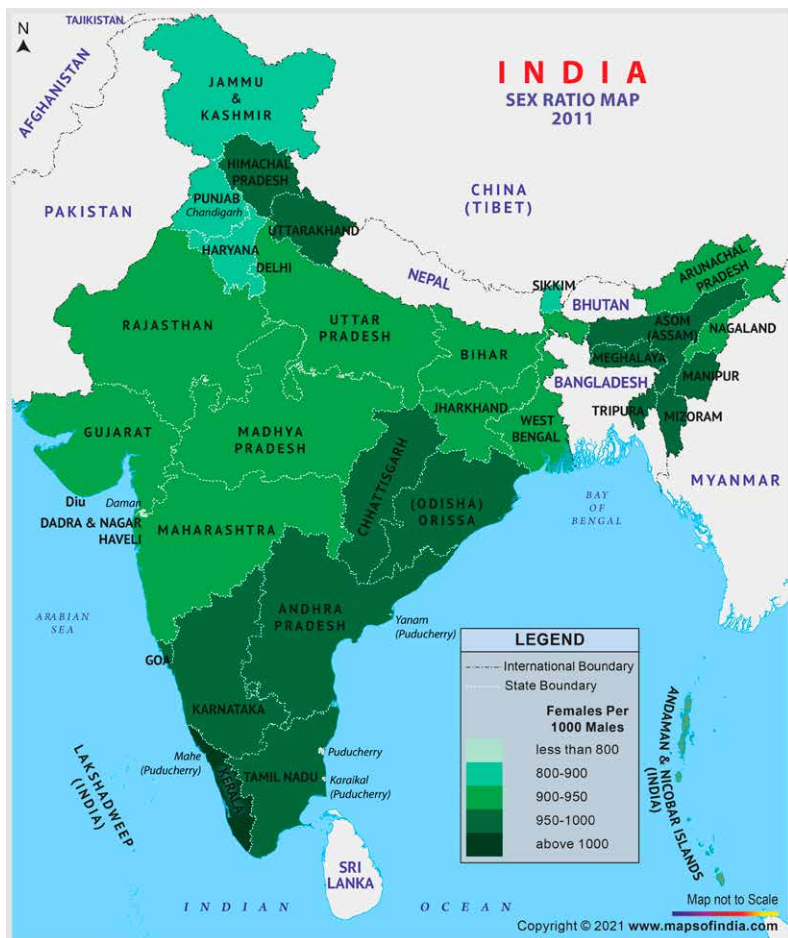 N
TAJIKISTAN
AFGHANISTAN
JAMMU
&
KASHMIR
INDIA
SEX RATIO MAP
2011
HIMACHAL
PRADESH
PUNJAB
Chandigarh
PAKISTAN
CHINA
(TIBET)
UTTARAKHAND
HARYANA
DELHI
NEPAL
SIKKIM
BHUTAN
ARUNACHAL
PRADESH
RAJASTHAN
UTTAR
PRADESH
ASOM
(ASSAM)
NAGALAND
BIHAR
MEGHALAYA
MANIPUR
BANGLADESH
JHARKHAND
TRIPURA
MIZORAM
GUJARAT
MADHYA
PRADESH
WEST
BENGAL
CHHATTISGARH
MYANMAR
Diu
Daman
DADRA & NAGAR
HAVELI
(ODISHA)
ORISSA
BAY
OF
BENGAL
MAHARASHTRA
ARABIAN
SEA
ANDHRA
PRADESH
Yanam
(Puducherry)
GOA
KARNATAKA
LEGEND
International Boundary
State Boundary
Females Per
1000 Males
less than 800
800-900
900-950
950-1000
above 1000
ANDAMAN & NICOBAR ISLANDS
(INDIA)
LAKSHADWEEP
(INDIA)
Mahe
(Puducherry)
Puducherry
KERALA
TAMIL NADU
Karaikal
(Puducherry)
SRI
LANKA
INDIAN OCEAN
Map not to Scale
Copyright © 2021 www.mapsofindia.com